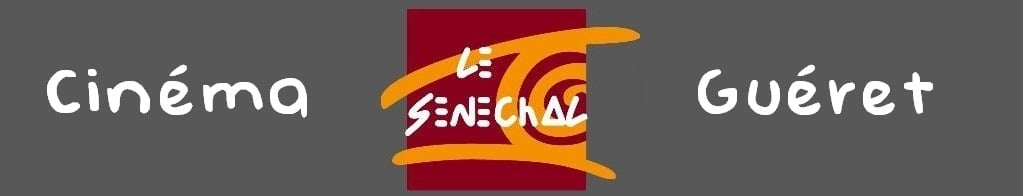 Cinéma
LE
SENEChAL
Guéret